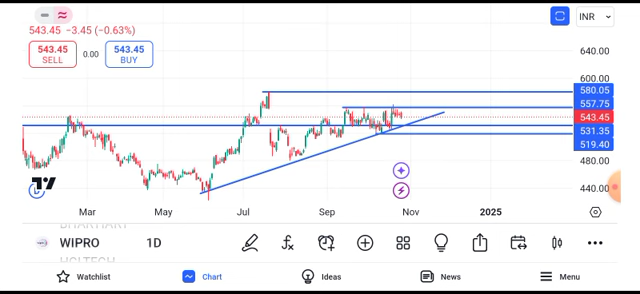 INR
543.45 −3.45 (−0.63%)
543.45 SELL
0.00
543.45 BUY
640.00
600.00
580.05
557.75
543.45
531.35
519.40
480.00
440.00
Mar May Jul Sep Nov 2025
WIPRO 1D
Watchlist Chart Ideas News Menu